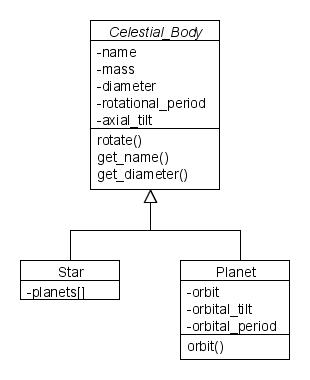 Celestial_Body
-name
-mass
-diameter
-rotational_period
-axial_tilt
rotate()
get_name()
get_diameter()
Star
-planets[]
Planet
-orbit
-orbital_tilt
-orbital_period
orbit()